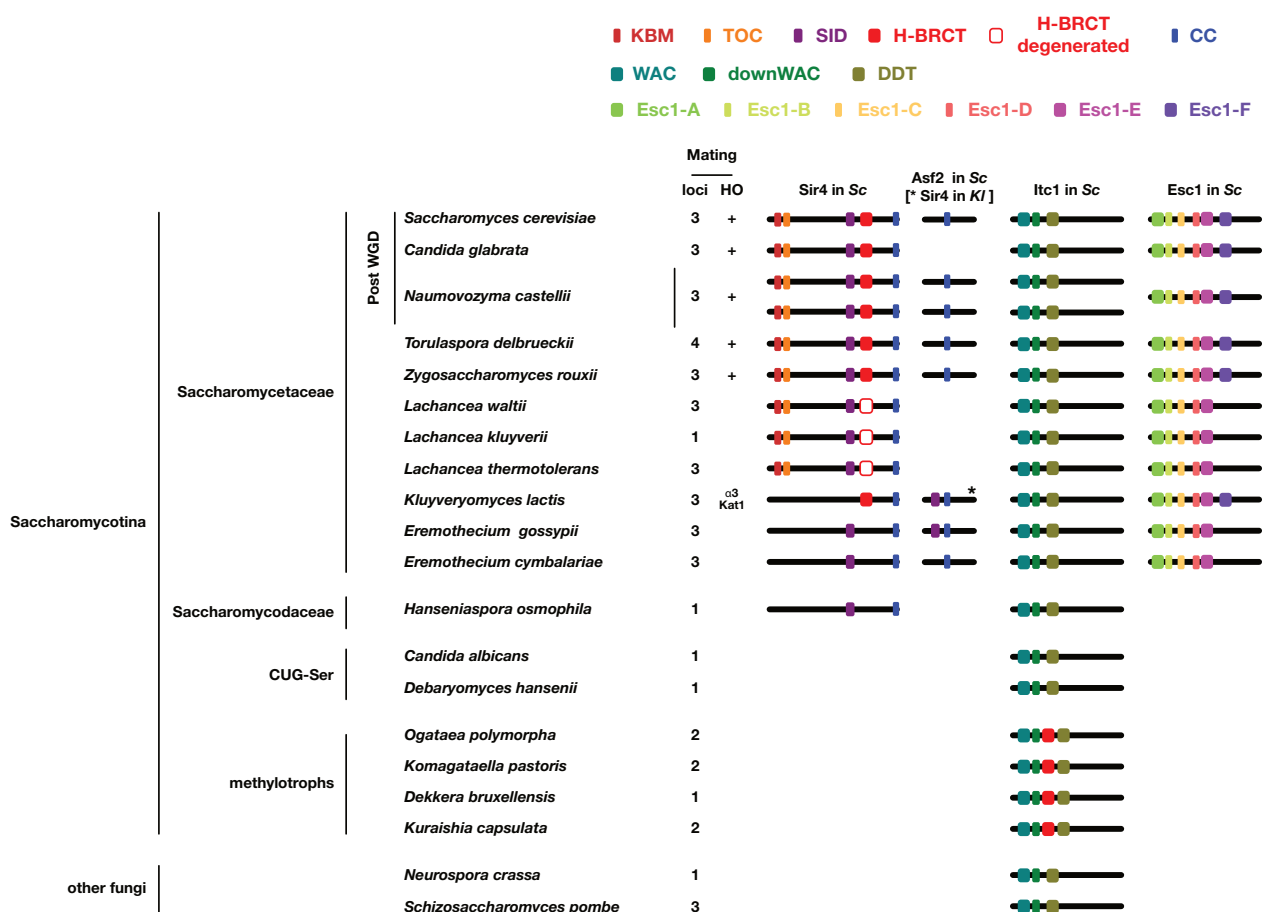 KBM TOC SID H-BRCT H-BRCT degenerated CC
WAC downWAC DDT
Esc1-A Esc1-B Esc1-C Esc1-D Esc1-E Esc1-F
Mating
loci HO
Sir4 in Sc
Asf2 in Sc
[* Sir4 in Kl ]
Itc1 in Sc
Esc1 in Sc
Saccharomycotina
Saccharomycetaceae
Post WGD
Saccharomyces cerevisiae 3 +
Candida glabrata 3 +
Naumovozyma castellii 3 +
Torulaspora delbrueckii 4 +
Zygosaccharomyces rouxii 3 +
Lachancea waltii 3
Lachancea kluyverii 1
Lachancea thermotolerans 3
Kluyveryomyces lactis 3 α3 Kat1 *
Eremothecium gossypii 3
Eremothecium cymbalariae 3
Saccharomycodaceae
Hanseniaspora osmophila 1
CUG-Ser
Candida albicans 1
Debaryomyces hansenii 1
methylotrophs
Ogataea polymorpha 2
Komagataella pastoris 2
Dekkera bruxellensis 1
Kuraishia capsulata 2
other fungi
Neurospora crassa 1
Schizosaccharomyces pombe 3